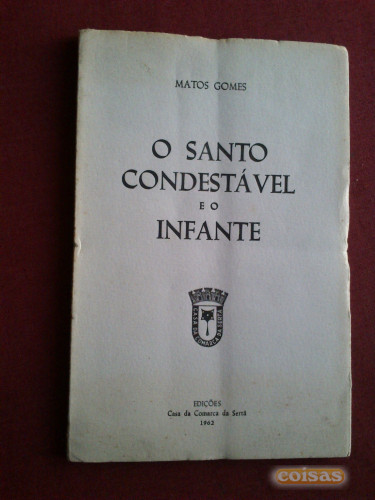 MATOS GOMES
O SANTO
CONDESTÁVEL
E O
INFANTE
EDIÇÕES
Casa da Comarca da Sertã
1962
coisas